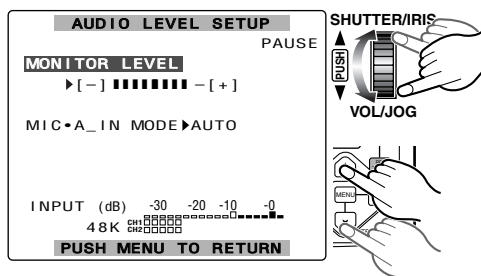 AUDIO LEVEL SETUP
PAUSE
MONITOR LEVEL
▶[–] ▮▮▮▮▮▮▮▮ –[+]
MIC•A_IN MODE▶AUTO
INPUT (dB) -30 -20 -10 -0
48K CH1
CH2
PUSH MENU TO RETURN
SHUTTER/IRIS
PUSH
VOL/JOG
MENU